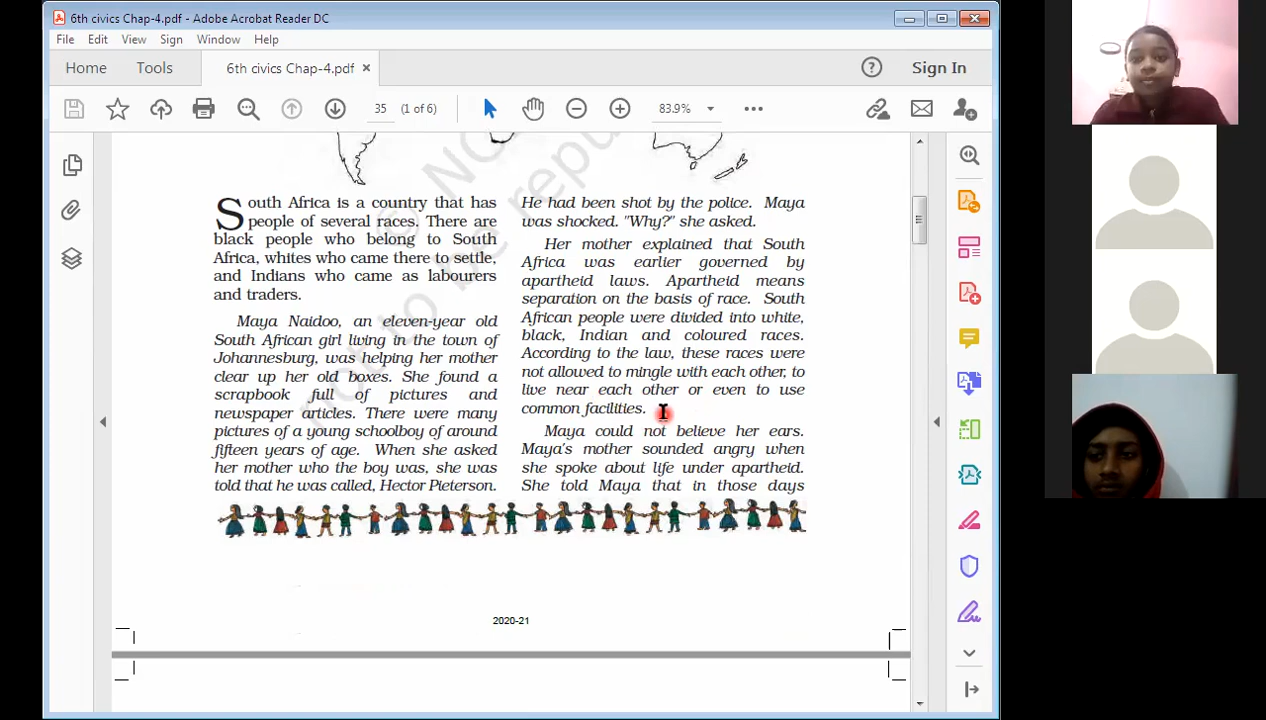 6th civics Chap-4.pdf - Adobe Acrobat Reader DC
File Edit View Sign Window Help
Home Tools 6th civics Chap-4.pdf × Sign In
35 (1 of 6) 83.9%
© NC
not to be repu
South Africa is a country that has
people of several races. There are
black people who belong to South
Africa, whites who came there to settle,
and Indians who came as labourers
and traders.
Maya Naidoo, an eleven-year old
South African girl living in the town of
Johannesburg, was helping her mother
clear up her old boxes. She found a
scrapbook full of pictures and
newspaper articles. There were many
pictures of a young schoolboy of around
fifteen years of age. When she asked
her mother who the boy was, she was
told that he was called, Hector Pieterson.
He had been shot by the police. Maya
was shocked. "Why?" she asked.
Her mother explained that South
Africa was earlier governed by
apartheid laws. Apartheid means
separation on the basis of race. South
African people were divided into white,
black, Indian and coloured races.
According to the law, these races were
not allowed to mingle with each other, to
live near each other or even to use
common facilities.
Maya could not believe her ears.
Maya's mother sounded angry when
she spoke about life under apartheid.
She told Maya that in those days
2020-21